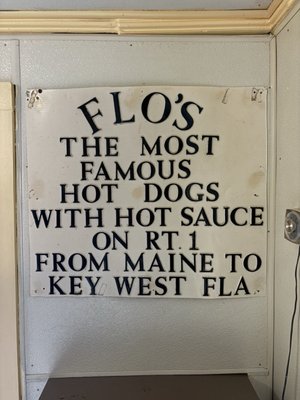 FLO'S
THE MOST
FAMOUS
HOT DOGS
WITH HOT SAUCE
ON RT. 1
FROM MAINE TO
KEY WEST FLA